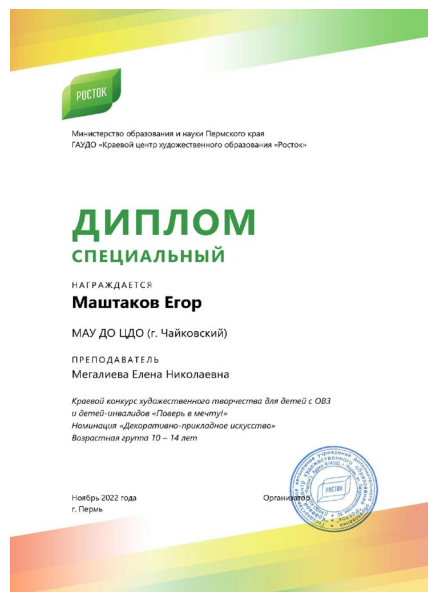 РОСТОК
Министерство образования и науки Пермского края
ГАУДО «Краевой центр художественного образования «Росток»
ДИПЛОМ
СПЕЦИАЛЬНЫЙ
НАГРАЖДАЕТСЯ
Маштаков Егор
МАУ ДО ЦДО (г. Чайковский)
ПРЕПОДАВАТЕЛЬ
Мегалиева Елена Николаевна
Краевой конкурс художественного творчества для детей с ОВЗ
и детей-инвалидов «Поверь в мечту!»
Номинация «Декоративно-прикладное искусство»
Возрастная группа 10 – 14 лет
Ноябрь 2022 года
г. Пермь
Организатор
РОСТОК